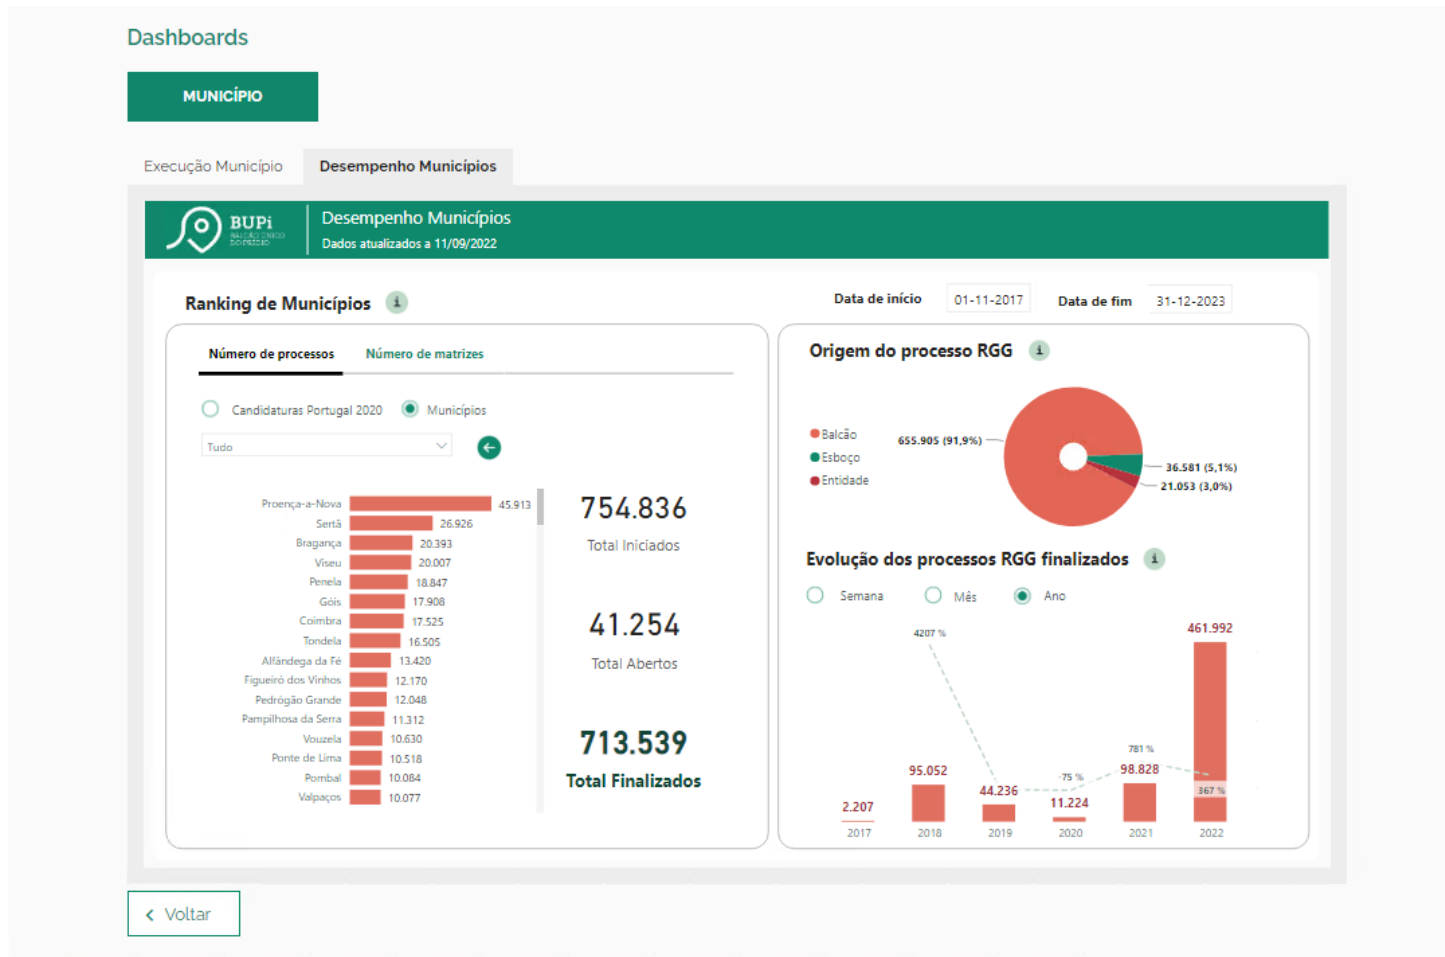 Dashboards
MUNICÍPIO
Execução Município
Desempenho Municípios
BUPi
BALCÃO ÚNICO
DO PRÉDIO
Desempenho Municípios
Dados atualizados a 11/09/2022
Ranking de Municípios i
Data de início 01-11-2017 Data de fim 31-12-2023
Número de processos Número de matrizes
Candidaturas Portugal 2020 Municípios
Tudo
Proença-a-Nova 45.913
Sertã 26.926
Bragança 20.393
Viseu 20.007
Penela 18.847
Góis 17.908
Coimbra 17.525
Tondela 16.505
Alfândega da Fé 13.420
Figueiró dos Vinhos 12.170
Pedrógão Grande 12.048
Pampilhosa da Serra 11.312
Vouzela 10.630
Ponte de Lima 10.518
Pombal 10.084
Valpaços 10.077
754.836
Total Iniciados
41.254
Total Abertos
713.539
Total Finalizados
Origem do processo RGG i
Balcão
Esboço
Entidade
655.905 (91,9%)
36.581 (5,1%)
21.053 (3,0%)
Evolução dos processos RGG finalizados i
Semana Mês Ano
4207 %
-75 %
781 %
367 %
2.207
95.052
44.236
11.224
98.828
461.992
2017 2018 2019 2020 2021 2022
Voltar